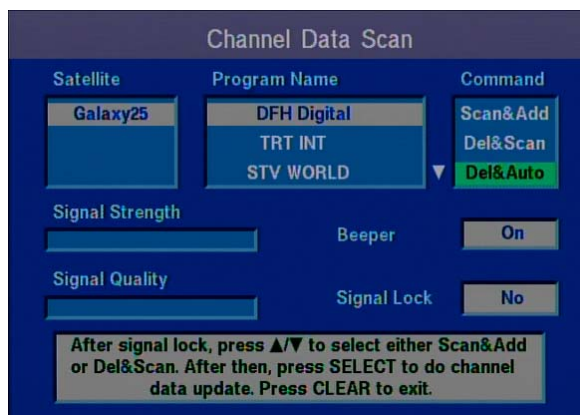 Channel Data Scan
Satellite Program Name Command
Galaxy25 DFH Digital Scan&Add
TRT INT Del&Scan
STV WORLD ▼ Del&Auto
Signal Strength
Beeper On
Signal Quality
Signal Lock No
After signal lock, press ▲/▼ to select either Scan&Add
or Del&Scan. After then, press SELECT to do channel
data update. Press CLEAR to exit.